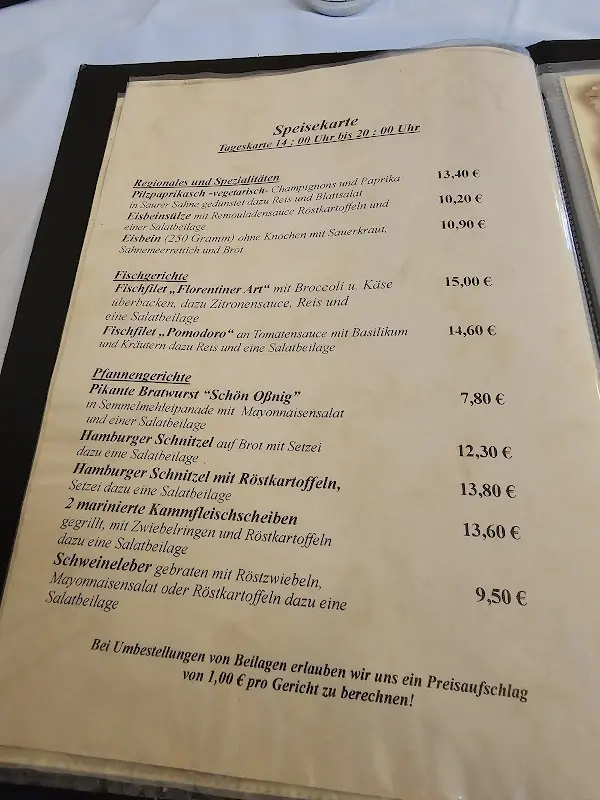 Speisekarte
Tageskarte 14 : 00 Uhr bis 20 : 00 Uhr
Regionales und Spezialitäten
Pilzpaprikasch -vegetarisch- Champignons und Paprika 13,40 €
in Saurer Sahne gedünstet dazu Reis und Blattsalat
Eisbeinsülze mit Remouladensauce Röstkartoffeln und 10,20 €
einer Salatbeilage
Eisbein (250 Gramm) ohne Knochen mit Sauerkraut, 10,90 €
Sahnemeerrettich und Brot
Fischgerichte
Fischfilet „Florentiner Art“ mit Broccoli u. Käse 15,00 €
überbacken, dazu Zitronensauce, Reis und
eine Salatbeilage
Fischfilet „Pomodoro“ an Tomatensauce mit Basilikum 14,60 €
und Kräutern dazu Reis und eine Salatbeilage
Pfannengerichte
Pikante Bratwurst “Schön Oßnig” 7,80 €
in Semmelmehleipanade mit Mayonnaisensalat
und einer Salatbeilage
Hamburger Schnitzel auf Brot mit Setzei 12,30 €
dazu eine Salatbeilage .
Hamburger Schnitzel mit Röstkartoffeln, 13,80 €
Setzei dazu eine Salatbeilage
2 marinierte Kammfleischscheiben 13,60 €
gegrillt, mit Zwiebelringen und Röstkartoffeln
dazu eine Salatbeilage
Schweineleber gebraten mit Röstzwiebeln, 9,50 €
Mayonnaisensalat oder Röstkartoffeln dazu eine
Salatbeilage
Bei Umbestellungen von Beilagen erlauben wir uns ein Preisaufschlag
von 1,00 € pro Gericht zu berechnen!